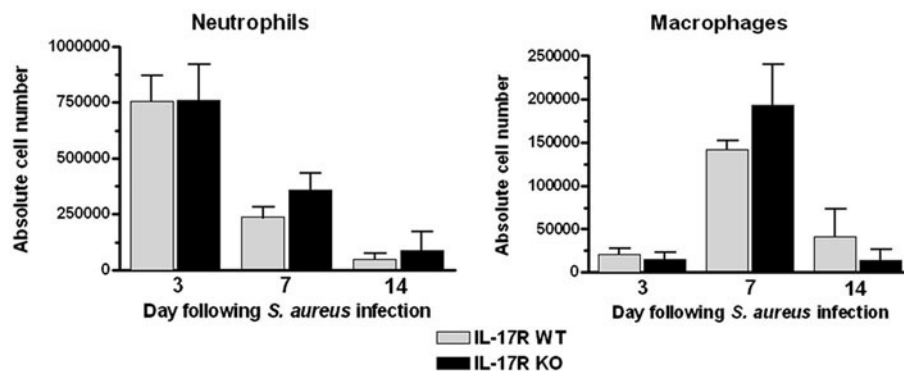 Neutrophils
Absolute cell number
1000000
750000
500000
250000
0
3 7 14
Day following S. aureus infection
Macrophages
Absolute cell number
250000
200000
150000
100000
50000
0
3 7 14
Day following S. aureus infection
IL-17R WT
IL-17R KO